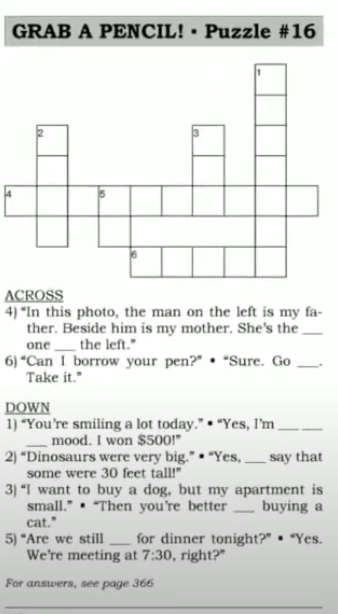 GRAB A PENCIL! • Puzzle #16
1
2
3
4
5
6
ACROSS
4) "In this photo, the man on the left is my fa-
ther. Beside him is my mother. She's the ___
one ___ the left."
6) "Can I borrow your pen?" • "Sure. Go ___.
Take it."
DOWN
1) "You're smiling a lot today." • "Yes, I'm ___ ___
___ mood. I won $500!"
2) "Dinosaurs were very big." • "Yes, ___ say that
some were 30 feet tall!"
3) "I want to buy a dog, but my apartment is
small." • "Then you're better ___ buying a
cat."
5) "Are we still ___ for dinner tonight?" • "Yes.
We're meeting at 7:30, right?"
For answers, see page 366